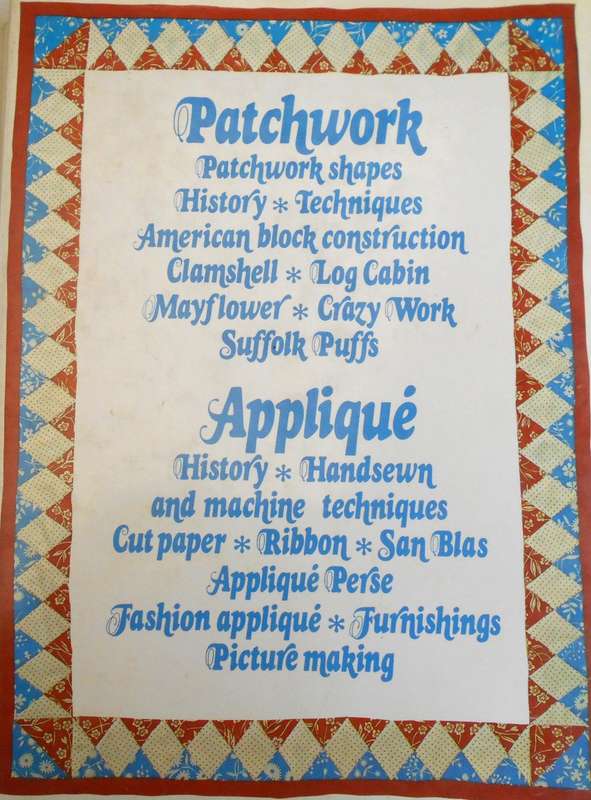 Patchwork
Patchwork shapes
History * Techniques
American block construction
Clamshell * Log Cabin
Mayflower * Crazy Work
Suffolk Puffs
Appliqué
History * Handsewn
and machine techniques
Cut paper * Ribbon * San Blas
Appliqué Perse
Fashion appliqué * Furnishings
Picture making